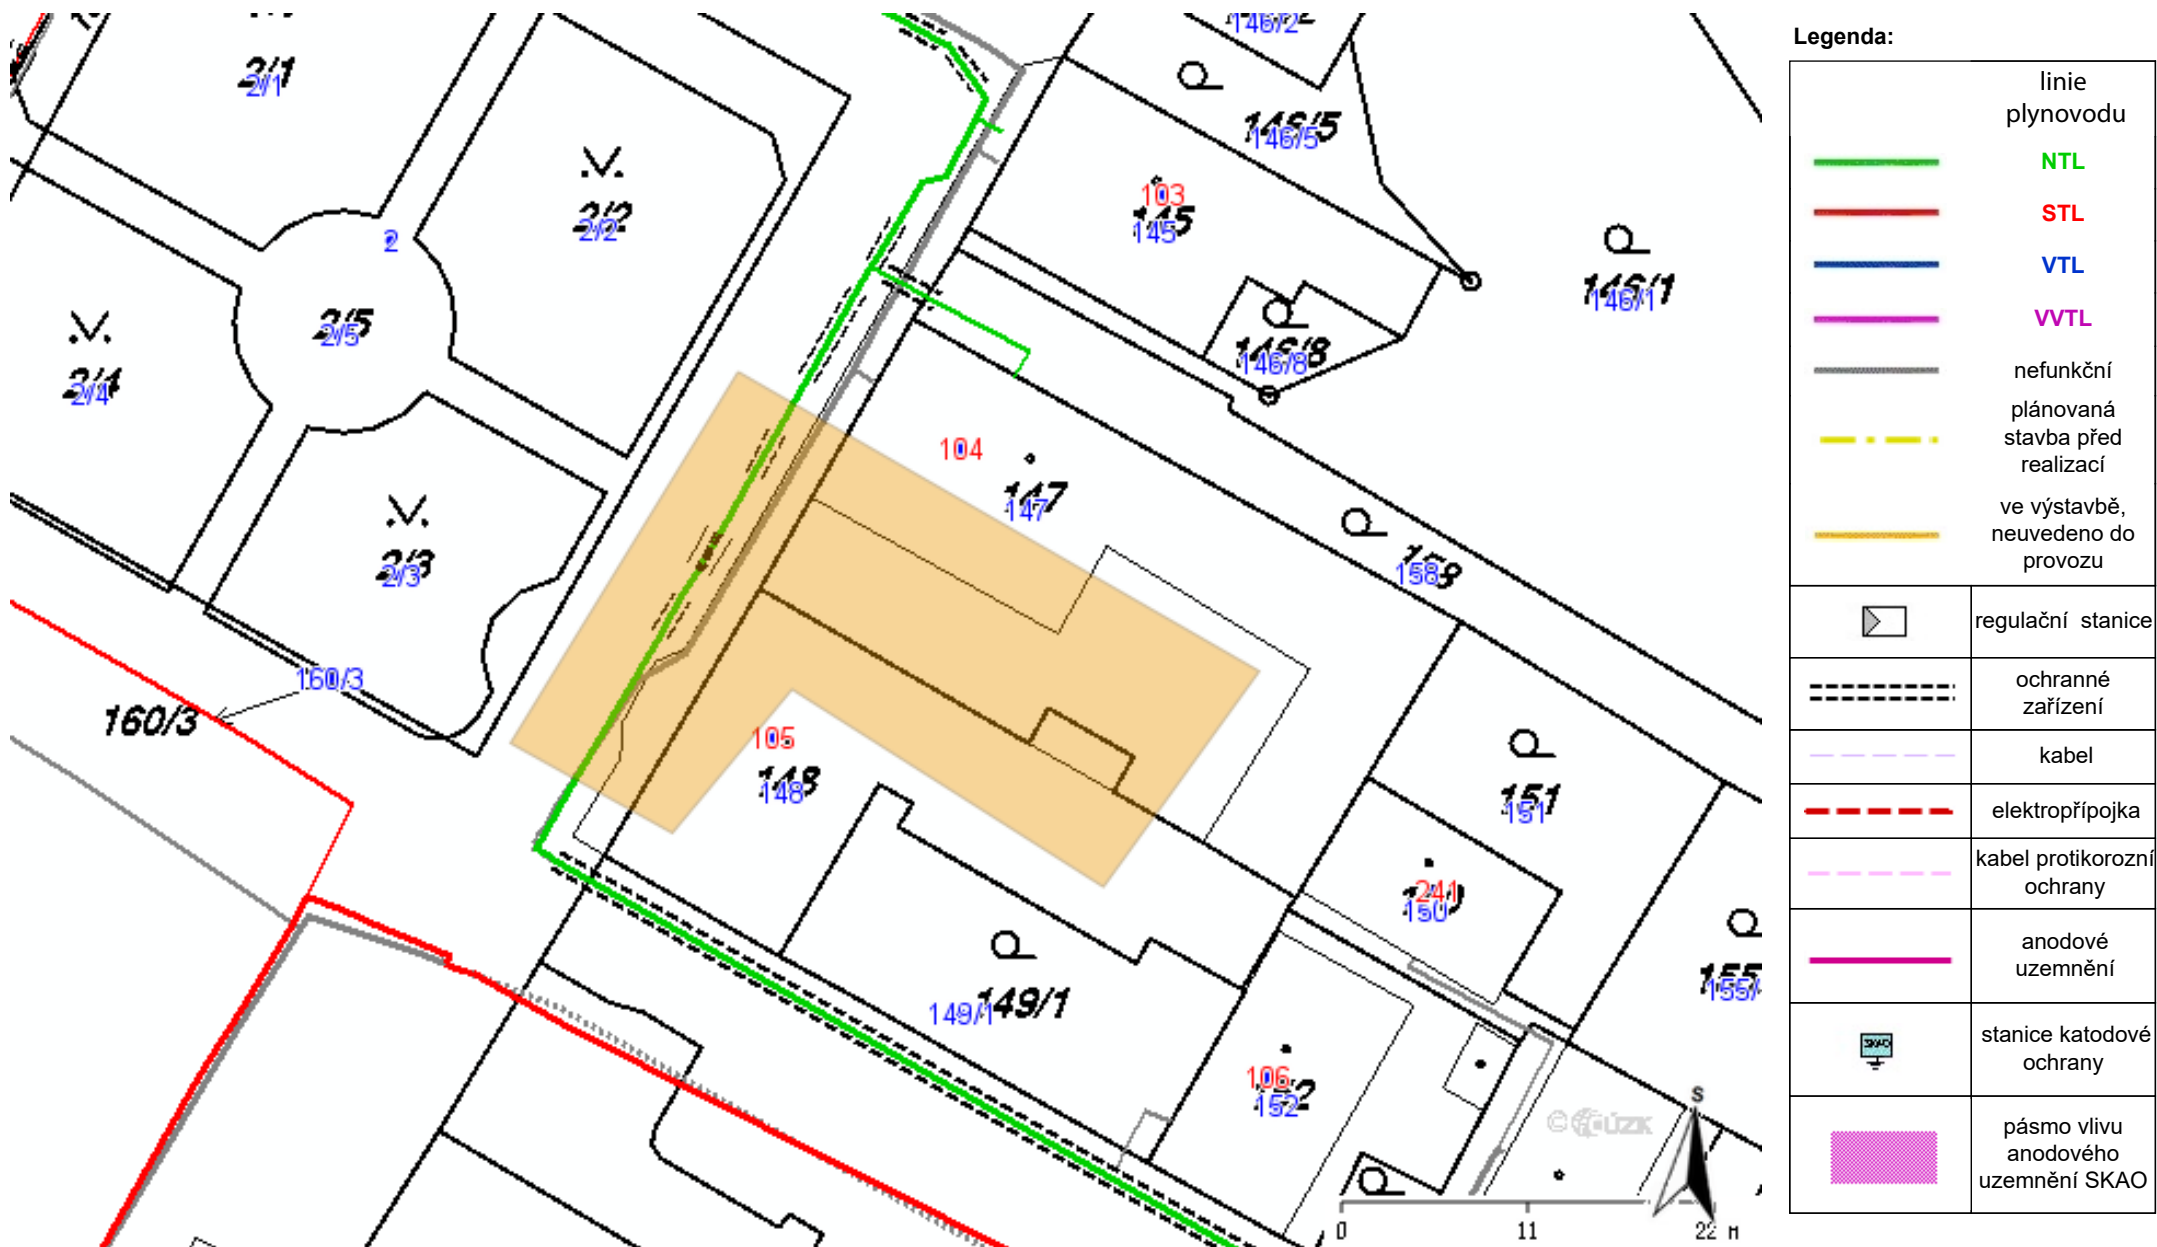 146/2
2/1
2/1
146/5
146/5
2/2
2/2
103
145
145
2
146/1
146/1
2/5
2/5
146/8
146/8
2/4
2/4
104
147
147
2/3
2/3
158
158
160/3
160/3
105
148
148
151
151
241
150
155/
149/1
149/1
106
152
152
© ČÚZK
S
0 11 22 M
Legenda:
linie
plynovodu
NTL
STL
VTL
VVTL
nefunkční
plánovaná
stavba před
realizací
ve výstavbě,
neuvedeno do
provozu
regulační stanice
ochranné
zařízení
kabel
elektropřípojka
kabel protikorozní
ochrany
anodové
uzemnění
SKAO
stanice katodové
ochrany
pásmo vlivu
anodového
uzemnění SKAO